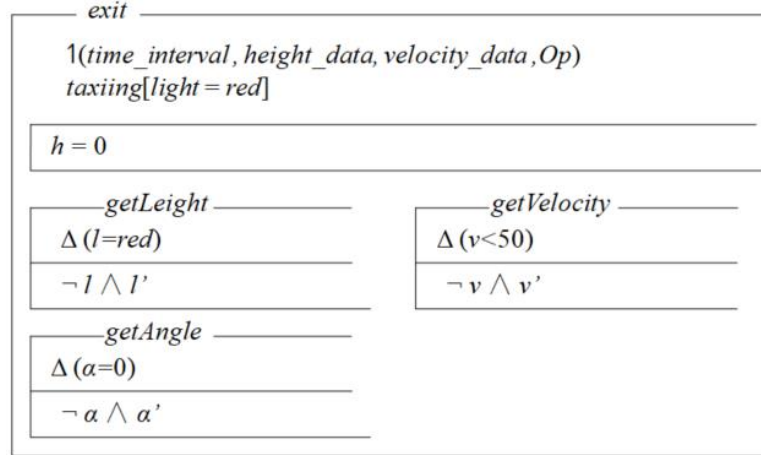 exit
1(time_interval, height_data, velocity_data, Op)
taxiing[light = red]
h = 0
getLeight
Δ (l=red)
¬ l ∧ l’
getVelocity
Δ (v<50)
¬ v ∧ v’
getAngle
Δ (α=0)
¬ α ∧ α’